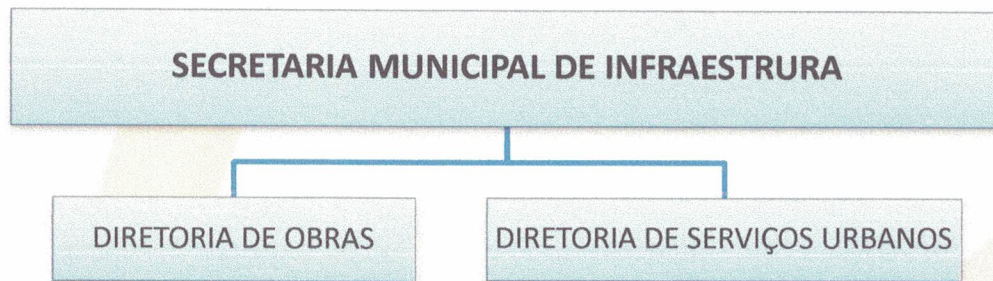 SECRETARIA MUNICIPAL DE INFRAESTRURA
DIRETORIA DE OBRAS
DIRETORIA DE SERVIÇOS URBANOS